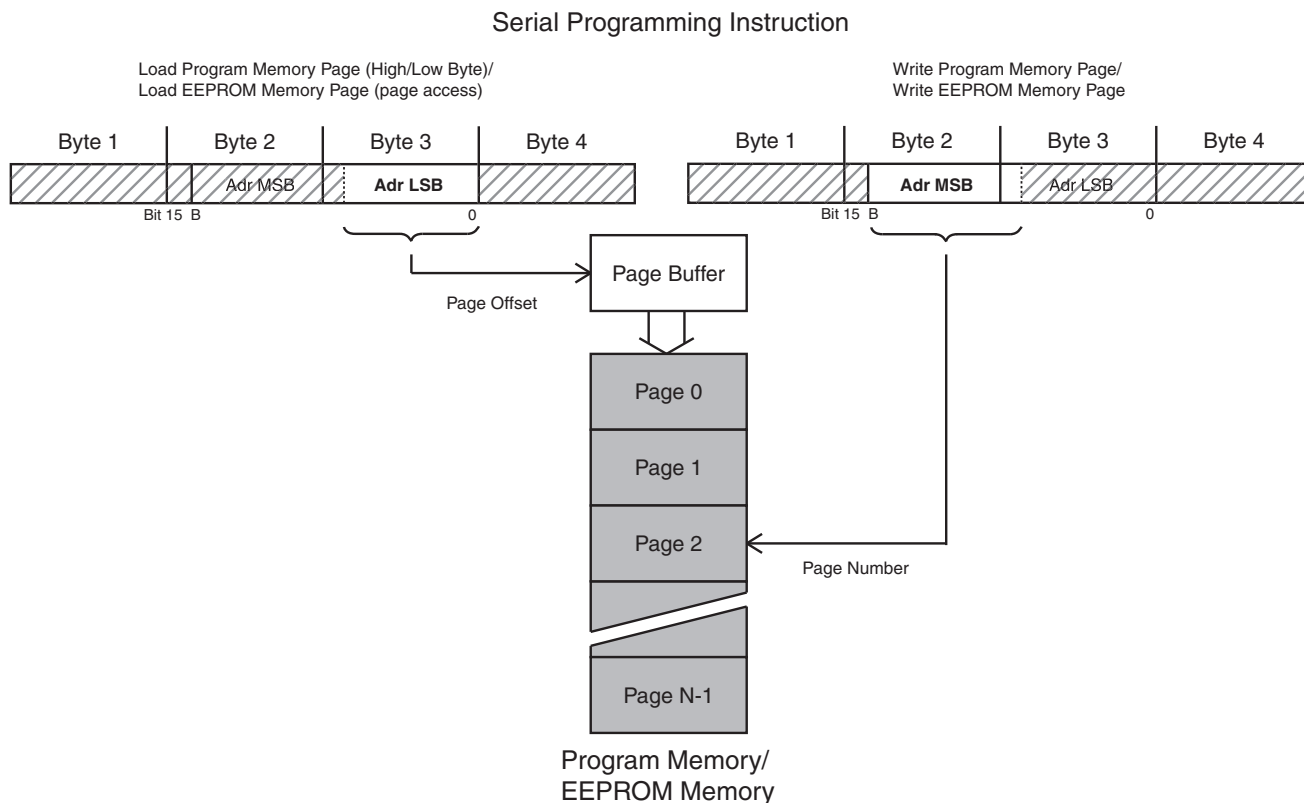 Serial Programming Instruction
Load Program Memory Page (High/Low Byte)/
Load EEPROM Memory Page (page access)
Write Program Memory Page/
Write EEPROM Memory Page
Byte 1 Byte 2 Byte 3 Byte 4
Byte 1 Byte 2 Byte 3 Byte 4
Adr MSB Adr LSB
Adr MSB Adr LSB
Bit 15 B 0
Bit 15 B 0
Page Buffer
Page Offset
Page 0
Page 1
Page 2
Page Number
Page N-1
Program Memory/
EEPROM Memory